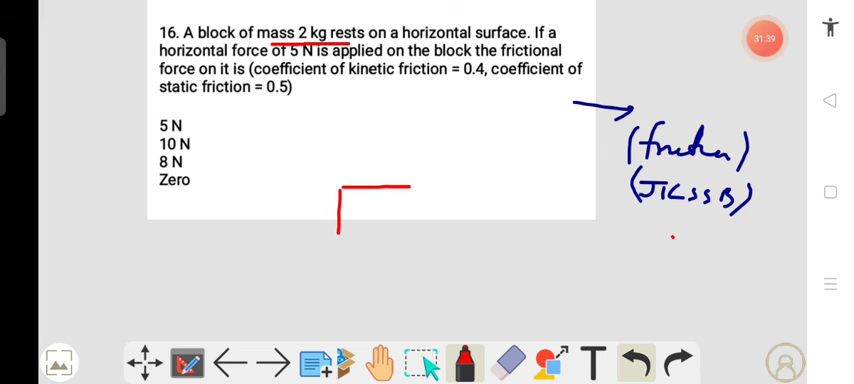 31:39
16. A block of mass 2 kg rests on a horizontal surface. If a
horizontal force of 5 N is applied on the block the frictional
force on it is (coefficient of kinetic friction = 0.4, coefficient of
static friction = 0.5)
5 N
10 N
8 N
Zero
(friction)
(JKSSB)
T